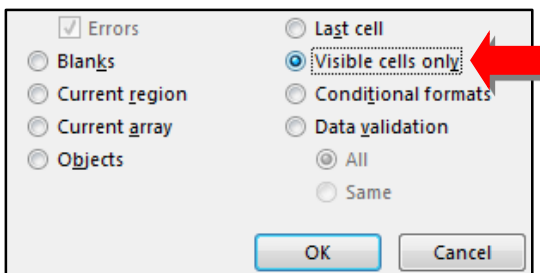 Errors
Last cell
Blanks
Visible cells only
Current region
Conditional formats
Current array
Data validation
Objects
All
Same
OK
Cancel